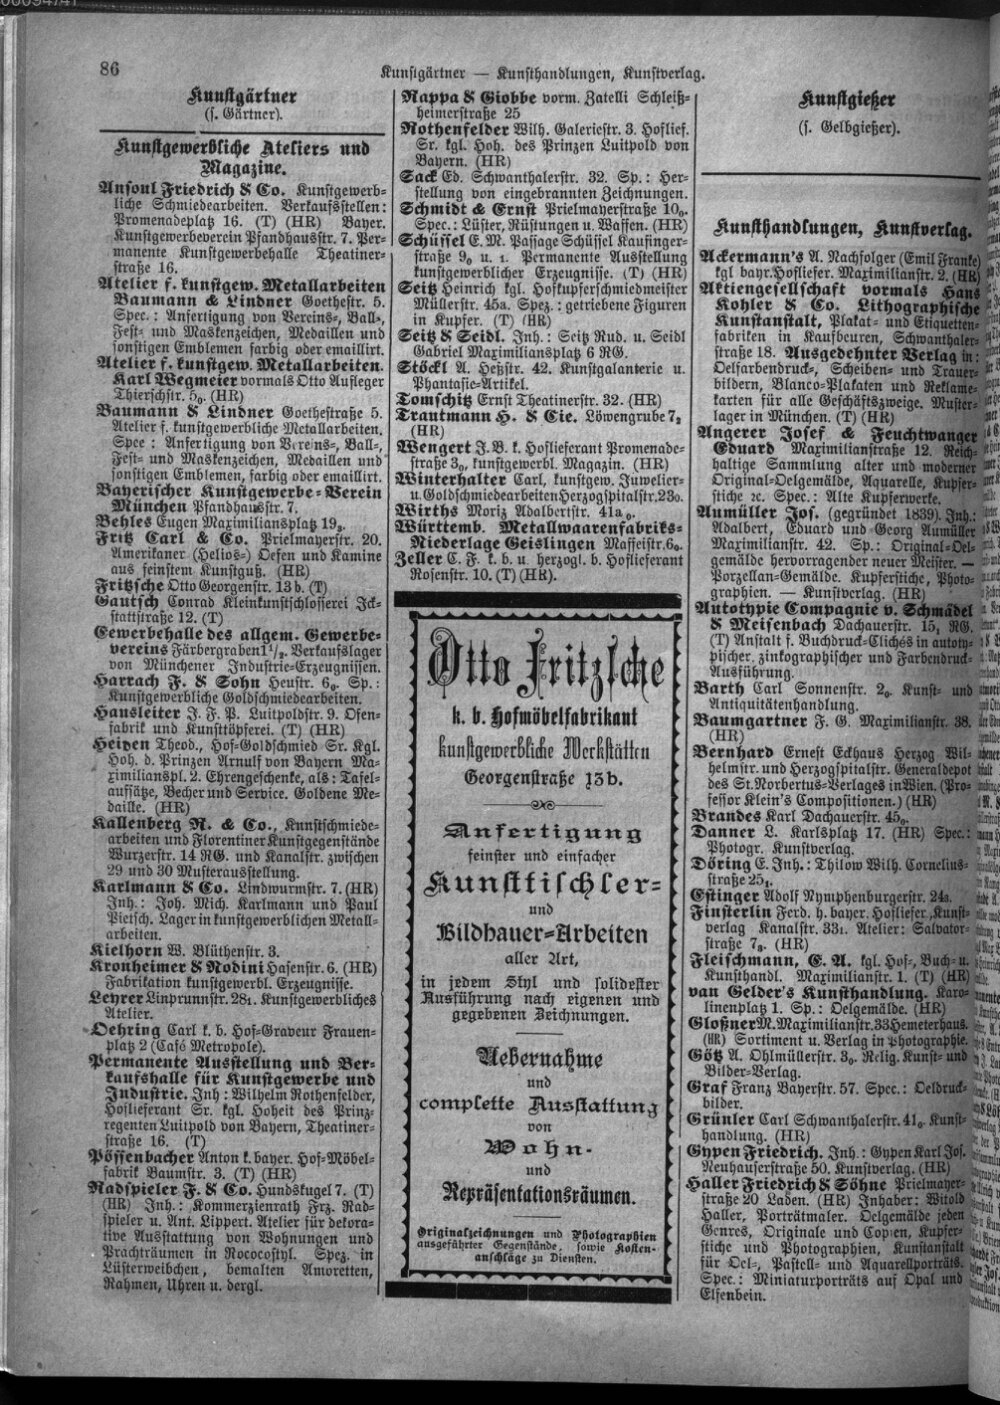 86
Kunstgärtner — Kunsthandlungen, Kunstverlag.
Kunstgärtner
(s. Gärtner).
Kunstgewerbliche Ateliers und
Magazine.
Ansoul Friedrich & Co. Kunstgewerb-
liche Schmiedearbeiten. Verkaufsstellen:
Promenadeplatz 16. (T) (HR) Bayer.
Kunstgewerbeverein Pfandhausstr. 7. Per-
manente Kunstgewerbehalle Theatiner-
straße 16.
Atelier f. kunstgew. Metallarbeiten
Baumann & Lindner Goethestr. 5.
Spec.: Anfertigung von Vereins-, Ball-,
Fest- und Maskenzeichen, Medaillen und
sonstigen Emblemen farbig oder emaillirt.
Atelier f. kunstgew. Metallarbeiten.
Karl Wegmeier vormals Otto Aufleger
Thierschstr. 5₀. (HR)
Baumann & Lindner Goethestraße 5.
Atelier f. kunstgewerbliche Metallarbeiten.
Spec: Anfertigung von Vereins-, Ball-,
Fest- und Maskenzeichen, Medaillen und
sonstigen Emblemen, farbig oder emaillirt.
Bayerischer Kunstgewerbe-Verein
München Pfandhausstr. 7.
Behles Eugen Maximiliansplatz 19₃.
Fritz Carl & Co. Prielmayerstr. 20.
Amerikaner (Helios-) Oefen und Kamine
aus feinstem Kunstguß. (HR)
Fritzsche Otto Georgenstr. 13 b. (T)
Gautsch Conrad Kleinkunstschlosserei Ick-
stattstraße 12. (T)
Gewerbehalle des allgem. Gewerbe-
vereins Färbergraben 1¹/₂. Verkaufslager
von Münchener Industrie-Erzeugnissen.
Harrach F. & Sohn Heustr. 6₀. Sp.:
Kunstgewerbliche Goldschmiedearbeiten.
Hausleiter J. F. P. Luitpoldstr. 9. Ofen-
fabrik und Kunsttöpferei. (T) (HR)
Heiden Theod., Hof-Goldschmied Sr. Kgl.
Hoh. d. Prinzen Arnulf von Bayern Ma-
ximilianspl. 2. Ehrengeschenke, als: Tafel-
aufsätze, Becher und Service. Goldene Me-
daille. (HR)
Kallenberg N. & Co., Kunstschmiede-
arbeiten und Florentiner Kunstgegenstände
Wurzerstr. 14 RG. und Kanalstr. zwischen
29 und 30 Musterausstellung.
Karlmann & Co. Lindwurmstr. 7. (HR)
Inh.: Joh. Mich. Karlmann und Paul
Pietsch. Lager in kunstgewerblichen Metall-
arbeiten.
Kielhorn W. Blüthenstr. 3.
Kronheimer & Rodini Hasenstr. 6. (HR)
Fabrikation kunstgewerbl. Erzeugnisse.
Lehrer Linprunnstr. 28₁. Kunstgewerbliches
Atelier.
Oehring Carl k. b. Hof-Graveur Frauen-
platz 2 (Café Metropole).
Permanente Ausstellung und Ver-
kaufshalle für Kunstgewerbe und
Industrie. Inh: Wilhelm Rothenfelder,
Hoflieferant Sr. kgl. Hoheit des Prinz-
regenten Luitpold von Bayern, Theatiner-
straße 16. (T)
Pössenbacher Anton k. bayer. Hof-Möbel-
fabrik Baumstr. 3. (T) (HR)
Radspieler F. & Co. Hundskugel 7. (T)
(HR) Inh.: Kommerzienrath Frz. Rad-
spieler u. Ant. Lippert. Atelier für dekora-
tive Ausstattung von Wohnungen und
Prachträumen in Rococostyl. Spez. in
Lüsterweibchen, bemalten Amoretten,
Rahmen, Uhren u. dergl.
Rappa & Giobbe vorm. Zatelli Schleiß-
heimerstraße 25
Rothenfelder Wilh. Galeriestr. 3. Hoflief.
Sr. kgl. Hoh. des Prinzen Luitpold von
Bayern. (HR)
Sack Ed. Schwanthalerstr. 32. Sp.: Her-
stellung von eingebrannten Zeichnungen.
Schmidt & Ernst Prielmayerstraße 10₀.
Spec.: Lüster, Rüstungen u. Waffen. (HR)
Schüssel E. M. Passage Schüssel Kaufinger-
straße 9₀ u. 1. Permanente Ausstellung
kunstgewerblicher Erzeugnisse. (T) (HR)
Seitz Heinrich kgl. Hofkupferschmiedmeister
Müllerstr. 45a. Spez.: getriebene Figuren
in Kupfer. (T) (HR)
Seitz & Seidl. Inh.: Seitz Rud. u. Seidl
Gabriel Maximiliansplatz 6 RG.
Stöckl A. Heßstr. 42. Kunstgalanterie u.
Phantasie-Artikel.
Tomschitz Ernst Theatinerstr. 32. (HR)
Trautmann H. & Cie. Löwengrube 7₂
(HR)
Wengert J. B. k. Hoflieferant Promenade-
straße 3₀, kunstgewerbl. Magazin. (HR)
Winterhalter Carl, kunstgew. Juwelier-
u. Goldschmiedearbeiten Herzogspitalstr. 23₀.
Wirths Moriz Adalbertstr. 41a₀.
Württemb. Metallwaarenfabriks-
Niederlage Geislingen Maffeistr. 6₀.
Zeller C. F. k. b. u. herzogl. b. Hoflieferant
Rosenstr. 10. (T) (HR).
Otto Fritzsche
k. b. Hofmöbelfabrikant
kunstgewerbliche Werkstätten
Georgenstraße 13 b.
Anfertigung
feinster und einfacher
Kunsttischler-
und
Bildhauer-Arbeiten
aller Art,
in jedem Styl und solidester
Ausführung nach eigenen und
gegebenen Zeichnungen.
Uebernahme
und
complette Ausstattung
von
Wohn-
und
Repräsentationsräumen.
Originalzeichnungen und Photographien
ausgeführter Gegenstände, sowie Kosten-
anschläge zu Diensten.
Kunstgießer
(s. Gelbgießer).
Kunsthandlungen, Kunstverlag.
Ackermann's A. Nachfolger (Emil Franke)
kgl bayr. Hoflief er. Maximilianstr. 2. (HR)
Aktiengesellschaft vormals Hans
Kohler & Co. Lithographische
Kunstanstalt, Plakat- und Etiquetten-
fabriken in Kaufbeuren, Schwanthaler-
straße 18. Ausgedehnter Verlag in:
Oelfarbendruck-, Scheiben- und Trauer-
bildern, Blanco-Plakaten und Reklame-
karten für alle Geschäftszweige. Muster-
lager in München. (T) (HR)
Angerer Josef & Feuchtwanger
Eduard Maximilianstraße 12. Reich-
haltige Sammlung alter und moderner
Original-Oelgemälde, Aquarelle, Kupfer-
stiche ꝛc. Spec.: Alte Kupferwerke.
Aumüller Jos. (gegründet 1839). Inh.:
Adalbert, Eduard und Georg Aumüller
Maximilianstr. 42. Sp.: Original-Oel-
gemälde hervorragender neuer Meister. —
Porzellan-Gemälde. Kupferstiche, Photo-
graphien. — Kunstverlag. (HR)
Autotypie Compagnie v. Schmädel
& Meisenbach Dachauerstr. 15₁ RG.
(T) Anstalt f. Buchdruck-Clichés in autoty-
pischer, zinkographischer und Farbendruck-
Ausführung.
Barth Carl Sonnenstr. 2₀. Kunst- und
Antiquitätenhandlung.
Baumgartner F. G. Maximilianstr. 38.
(HR)
Bernhard Ernest Eckhaus Herzog Wil-
helmstr. und Herzogspitalstr. Generaldepot
des St. Norbertus-Verlages in Wien. (Pro-
fessor Klein's Compositionen.) (HR)
Brandes Karl Dachauerstr. 45₀.
Danner L. Karlsplatz 17. (HR) Spec.:
Photogr. Kunstverlag.
Döring E. Inh.: Thilow Wilh. Cornelius-
straße 25₁.
Estinger Adolf Nymphenburgerstr. 24a.
Finsterlin Ferd. h. bayer. Hofliefer, Kunst-
verlag Kanalstr. 33₁. Atelier: Salvator-
straße 7₃. (HR)
Fleischmann, E. A. kgl. Hof-, Buch- u.
Kunsthandl. Maximilianstr. 1. (T) (HR)
van Gelder's Kunsthandlung. Karo-
linenplatz 1. Sp.: Oelgemälde. (HR)
Gloßner M. Maximilianstr. 33 Hemeterhaus.
(HR) Sortiment u. Verlag in Photographie.
Götz A. Ohlmüllerstr. 3₀. Relig. Kunst- und
Bilder-Verlag.
Graf Franz Bayerstr. 57. Spec.: Oeldruck-
bilder.
Grünler Carl Schwanthalerstr. 41₀. Kunst-
handlung. (HR)
Gypen Friedrich. Inh.: Gypen Karl Jos.
Neuhauserstraße 50. Kunstverlag. (HR)
Haller Friedrich & Söhne Prielmayer-
straße 20 Laden. (HR) Inhaber: Witold
Haller, Porträtmaler. Oelgemälde jeden
Genres, Originale und Copien, Kupfer-
stiche und Photographien, Kunstanstalt
für Oel-, Pastell- und Aquarellporträts.
Spec.: Miniaturporträts auf Opal und
Elfenbein.